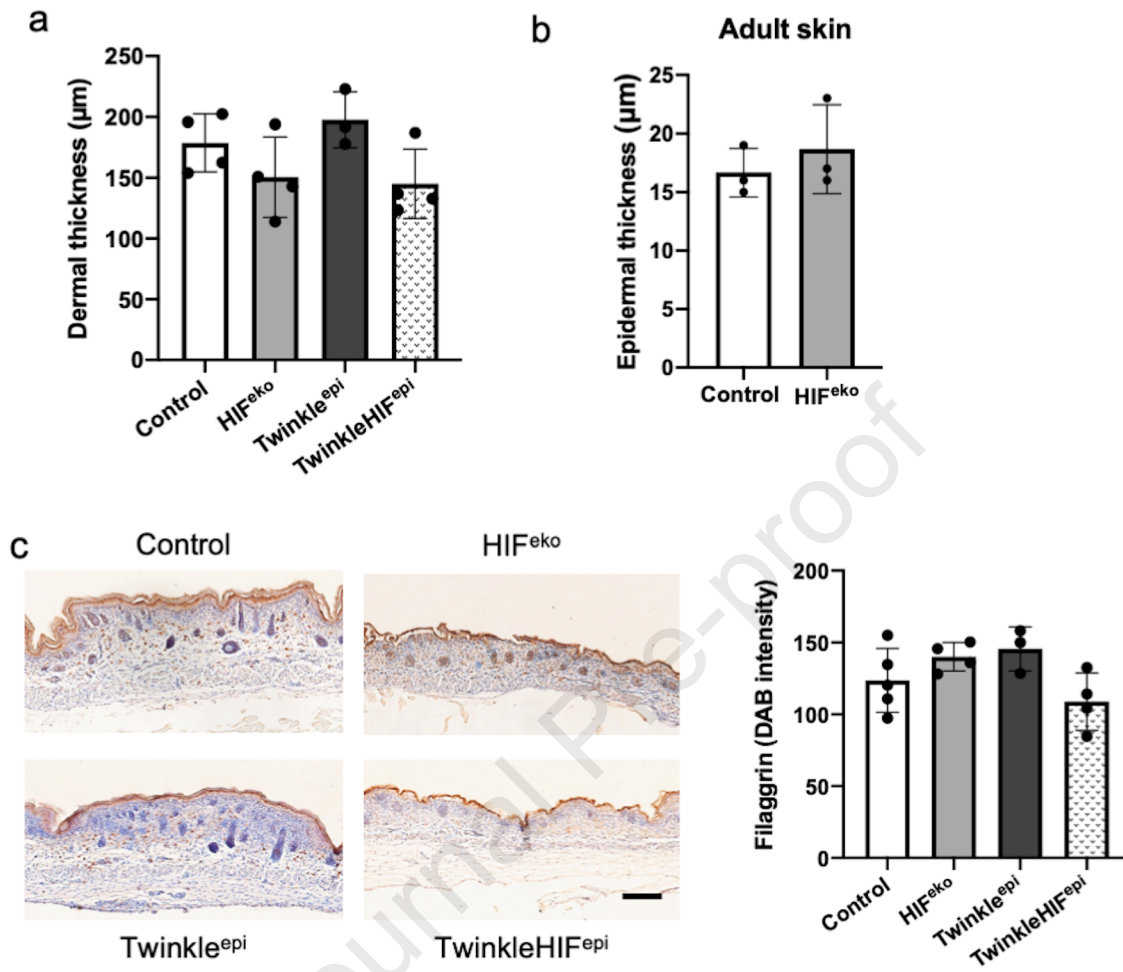 a
Dermal thickness (µm)
250
200
150
100
50
0
Control
HIFeko
Twinkleepi
TwinkleHIFepi
b
Adult skin
Epidermal thickness (µm)
25
20
15
10
5
0
Control
HIFeko
c
Control
HIFeko
Twinkleepi
TwinkleHIFepi
Filaggrin (DAB intensity)
200
150
100
50
0
Control
HIFeko
Twinkleepi
TwinkleHIFepi
Journal Pre-proof